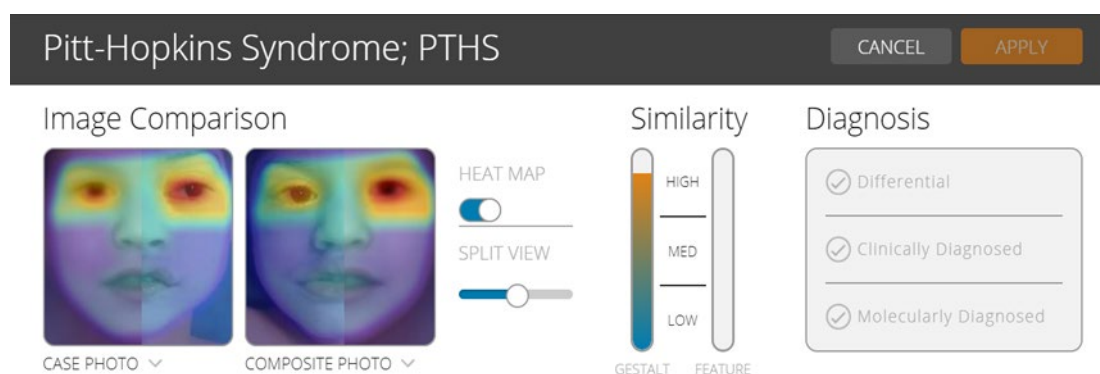 Pitt-Hopkins Syndrome; PTHS
CANCEL
APPLY
Image Comparison
Similarity
Diagnosis
HEAT MAP
SPLIT VIEW
HIGH
MED
LOW
Differential
Clinically Diagnosed
Molecularly Diagnosed
CASE PHOTO
COMPOSITE PHOTO
GESTALT
FEATURE